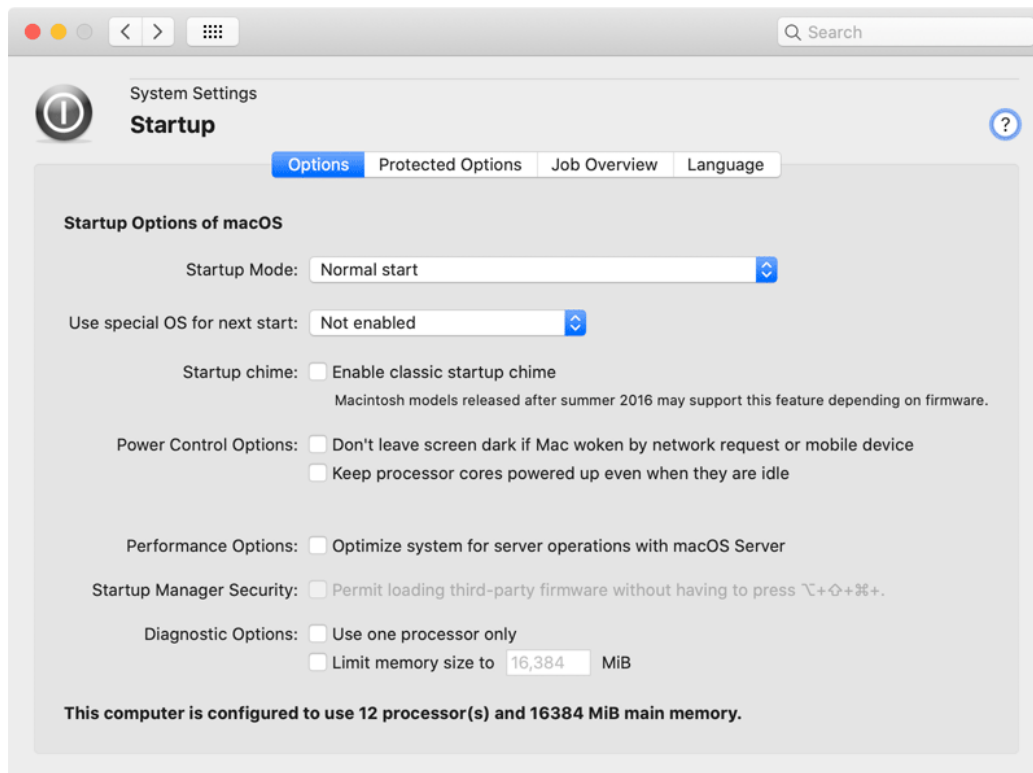 Search
System Settings
Startup
?
Options Protected Options Job Overview Language
Startup Options of macOS
Startup Mode: Normal start
Use special OS for next start: Not enabled
Startup chime: Enable classic startup chime
Macintosh models released after summer 2016 may support this feature depending on firmware.
Power Control Options: Don't leave screen dark if Mac woken by network request or mobile device
Keep processor cores powered up even when they are idle
Performance Options: Optimize system for server operations with macOS Server
Startup Manager Security: Permit loading third-party firmware without having to press ⌥+⇧+⌘+.
Diagnostic Options: Use one processor only
Limit memory size to 16,384 MiB
This computer is configured to use 12 processor(s) and 16384 MiB main memory.